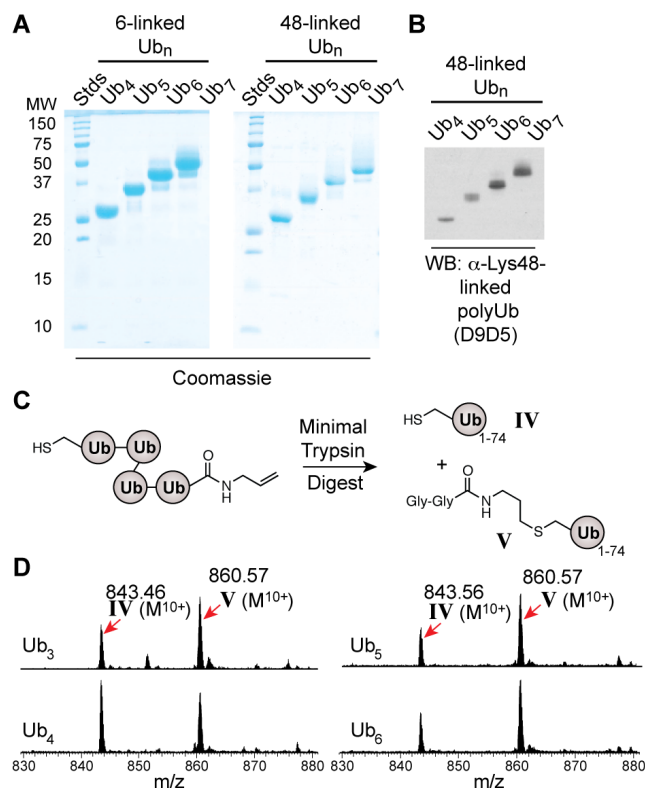 A
6-linked
Ubn
48-linked
Ubn
Stds
Ub4
Ub5
Ub6
Ub7
Stds
Ub4
Ub5
Ub6
Ub7
MW
150
75
50
37
25
20
15
10
Coomassie
B
48-linked
Ubn
Ub4
Ub5
Ub6
Ub7
WB: α-Lys48-
linked
polyUb
(D9D5)
C
HS
Ub
Ub
Ub
Ub
O
N
H
Minimal
Trypsin
Digest
HS
Ub
1-74
IV
+
Gly-Gly
O
N
H
S
Ub
1-74
V
D
843.46
IV (M10+)
860.57
V (M10+)
Ub3
Ub4
830 840 850 860 870 880
m/z
843.56
IV (M10+)
860.57
V (M10+)
Ub5
Ub6
830 840 850 860 870 880
m/z